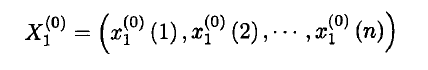 $X_1^{(0)} = \left( x_1^{(0)}(1), x_1^{(0)}(2), \cdots, x_1^{(0)}(n) \right)$